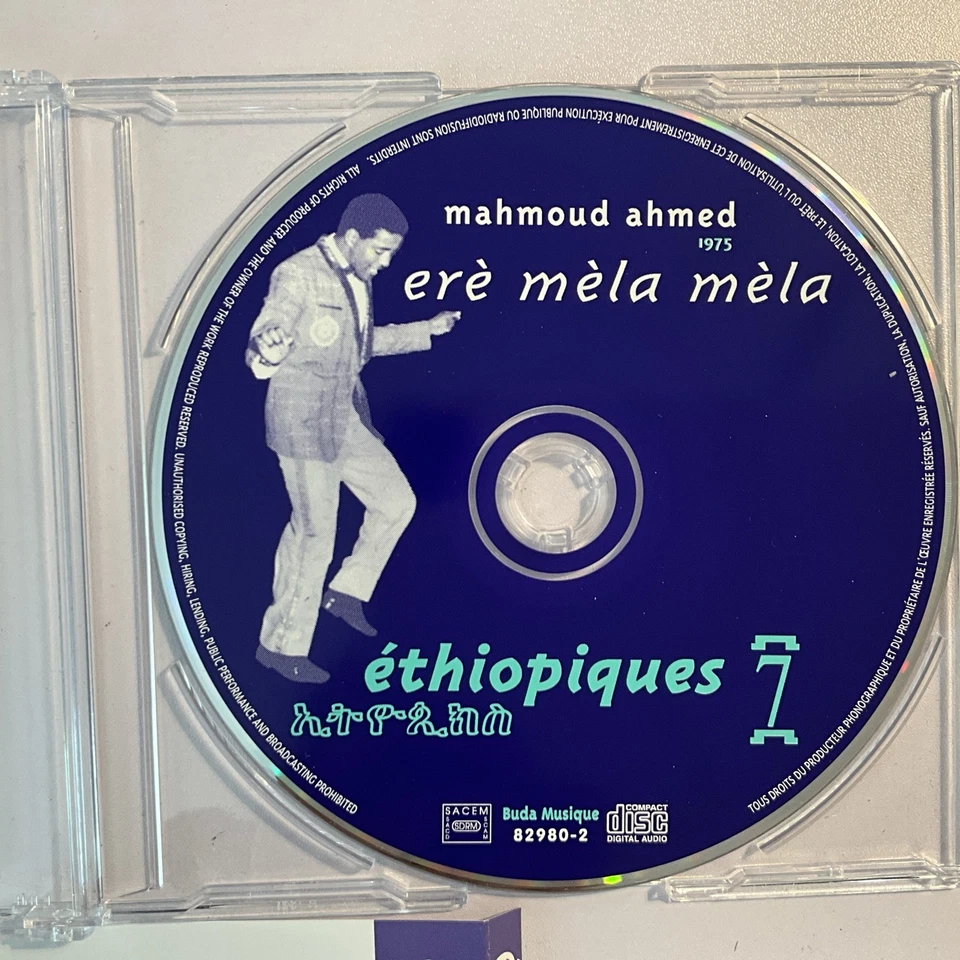 mahmoud ahmed
1975
erè mèla mèla
éthiopiques
7
ኢትዮጲክስ
SACEM
SACD
SDRM
SCAM
Buda Musique
82980-2
COMPACT
disc
DIGITAL AUDIO
TOUS DROITS DU PRODUCTEUR PHONOGRAPHIQUE ET DU PROPRIÉTAIRE DE L'ŒUVRE ENREGISTRÉE RÉSERVÉS. SAUF AUTORISATION, LA DUPLICATION, LA LOCATION, LE PRÊT OU L'UTILISATION DE CET ENREGISTREMENT POUR EXÉCUTION PUBLIQUE OU RADIODIFFUSION SONT INTERDITS. ALL RIGHTS OF PRODUCER AND THE OWNER OF THE WORK REPRODUCED RESERVED. UNAUTHORISED COPYING, HIRING, LENDING, PUBLIC PERFORMANCE AND BROADCASTING PROHIBITED